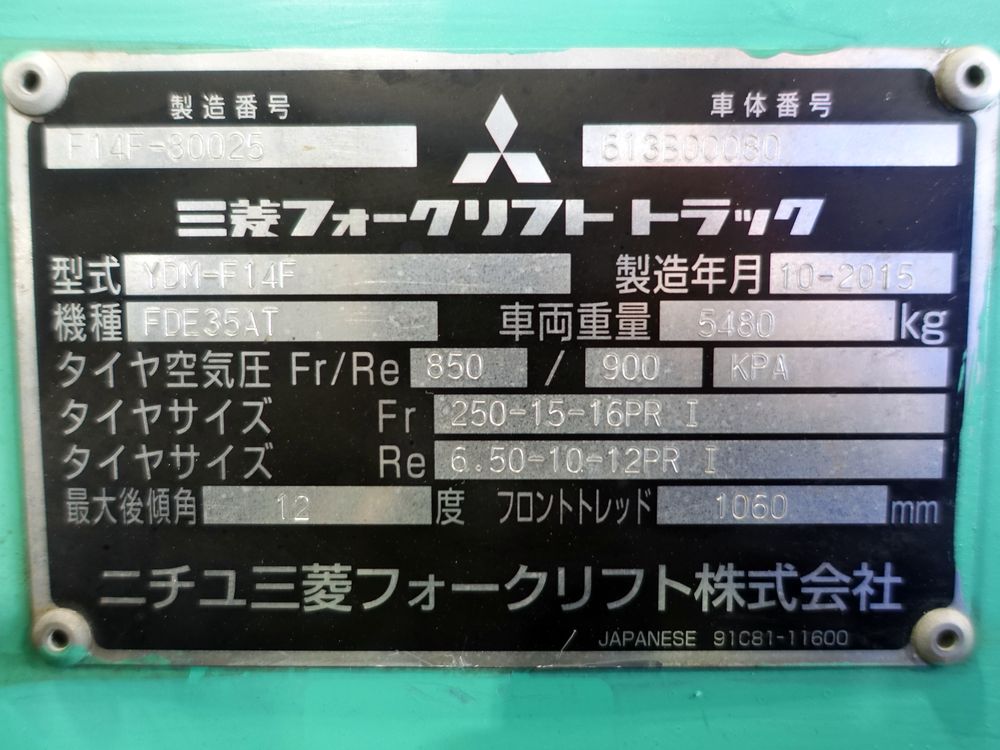 製造番号 車体番号
F14F-30025 613B00080
三菱フォークリフト トラック
型式 YDM-F14F 製造年月 10-2015
機種 FDE35AT 車両重量 5480 kg
タイヤ空気圧 Fr/Re 850 / 900 KPA
タイヤサイズ Fr 250-15-16PR I
タイヤサイズ Re 6.50-10-12PR I
最大後傾角 12 度 フロントトレッド 1060 mm
ニチユ三菱フォークリフト株式会社
JAPANESE 91C81-11600